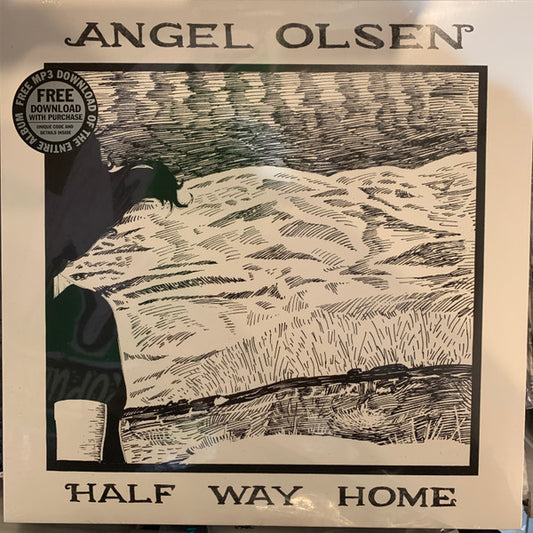 ANGEL OLSEN
FREE MP3 DOWNLOAD OF THE ENTIRE ALBUM
FREE
DOWNLOAD
WITH PURCHASE
UNIQUE CODE AND
DETAILS INSIDE
HALF WAY HOME